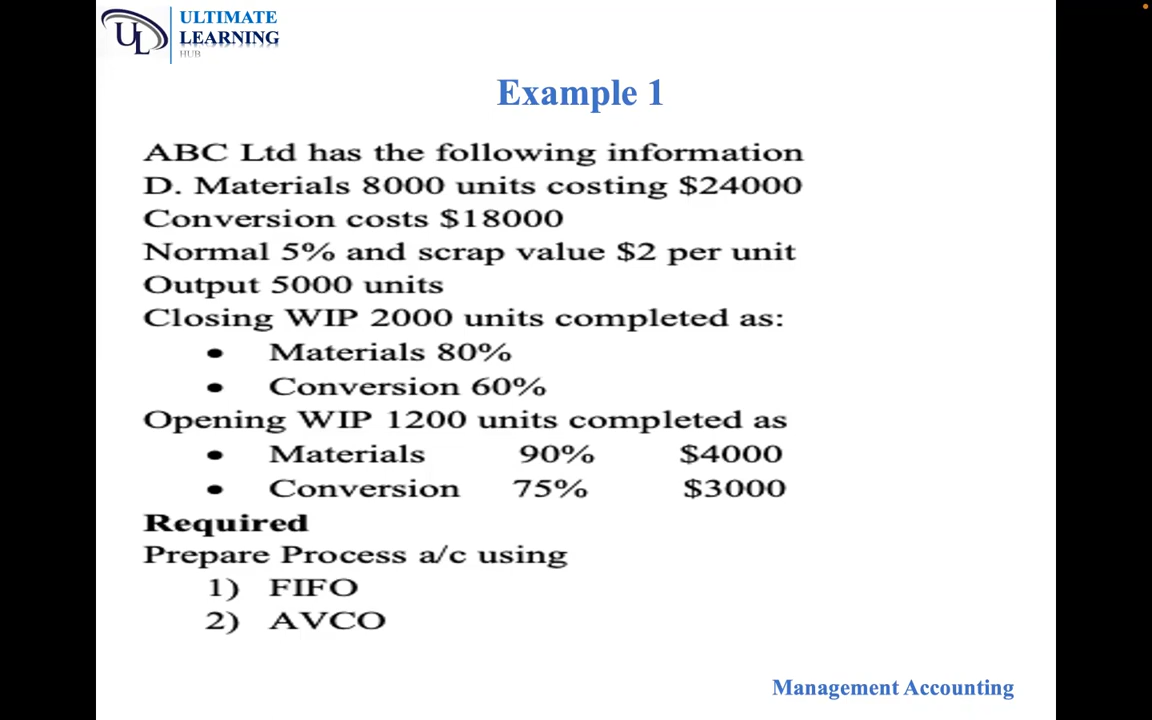 ULTIMATE
LEARNING
HUB
UL
Example 1
ABC Ltd has the following information
D. Materials 8000 units costing $24000
Conversion costs $18000
Normal 5% and scrap value $2 per unit
Output 5000 units
Closing WIP 2000 units completed as:
• Materials 80%
• Conversion 60%
Opening WIP 1200 units completed as
• Materials 90% $4000
• Conversion 75% $3000
Required
Prepare Process a/c using
1) FIFO
2) AVCO
Management Accounting